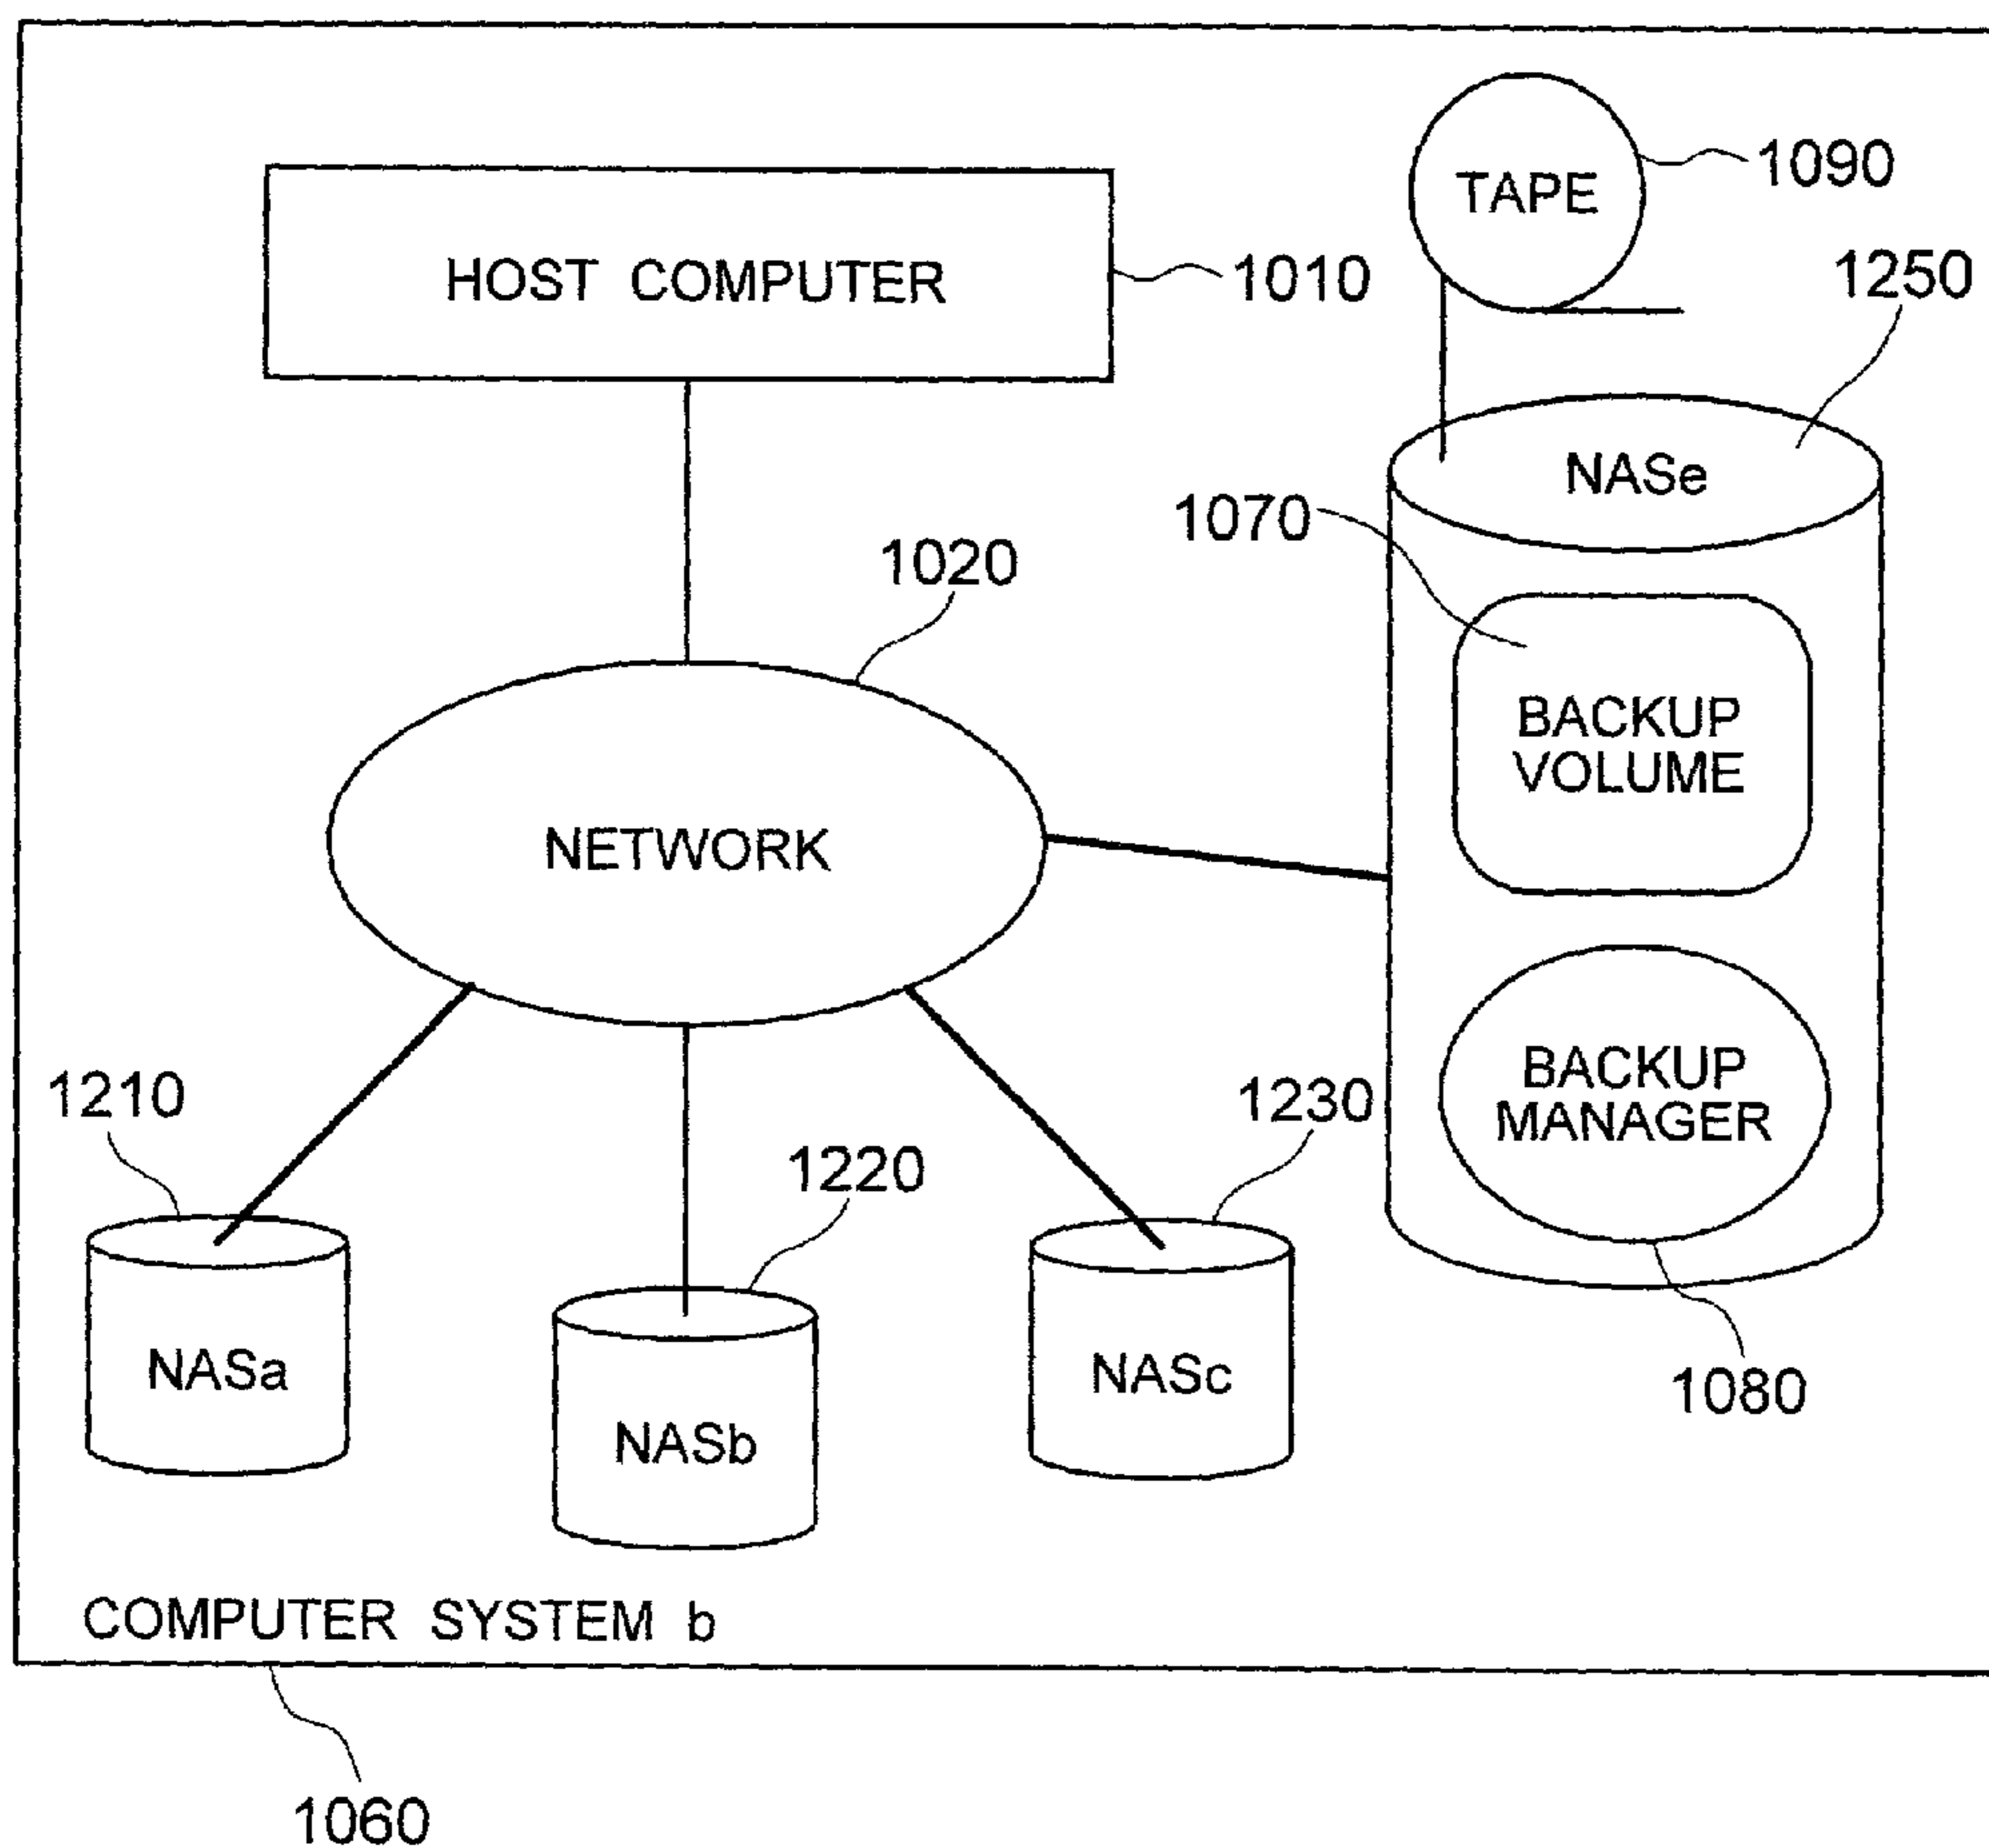 TAPE
1090
HOST COMPUTER
1010
1250
NASe
1070
1020
BACKUP
VOLUME
NETWORK
BACKUP
MANAGER
1210
1230
1220
NASa
NASb
NASc
1080
COMPUTER SYSTEM b
1060